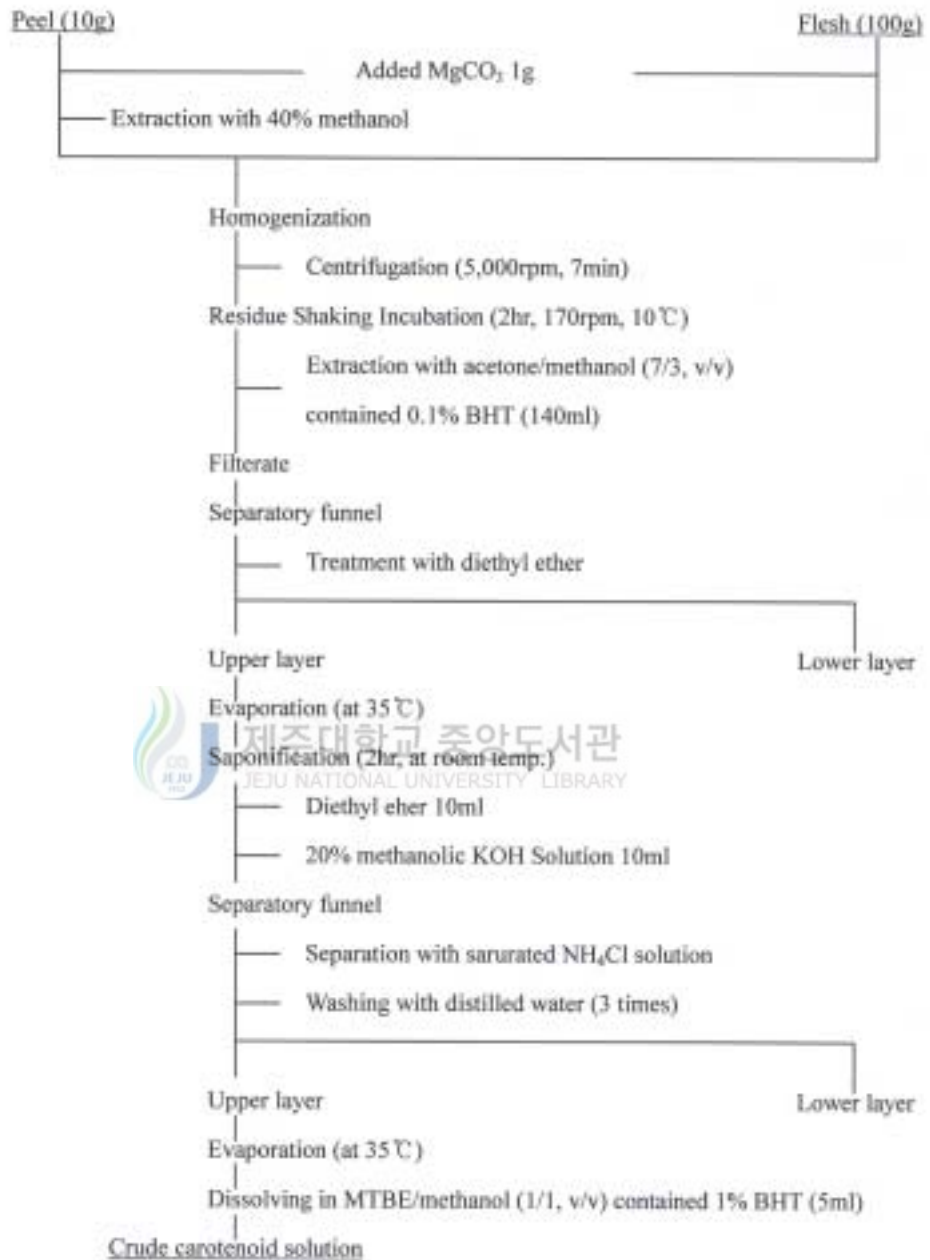 Peel (10g)
Flesh (100g)
Added MgCO₃ 1g
Extraction with 40% methanol
Homogenization
Centrifugation (5,000rpm, 7min)
Residue Shaking Incubation (2hr, 170rpm, 10℃)
Extraction with acetone/methanol (7/3, v/v)
contained 0.1% BHT (140ml)
Filterate
Separatory funnel
Treatment with diethyl ether
Upper layer
Lower layer
Evaporation (at 35℃)
제주대학교 중앙도서관
Saponification (2hr, at room temp.)
JEJU NATIONAL UNIVERSITY LIBRARY
JEJU
1952
Diethyl eher 10ml
20% methanolic KOH Solution 10ml
Separatory funnel
Separation with sarurated NH₄Cl solution
Washing with distilled water (3 times)
Upper layer
Lower layer
Evaporation (at 35℃)
Dissolving in MTBE/methanol (1/1, v/v) contained 1% BHT (5ml)
Crude carotenoid solution